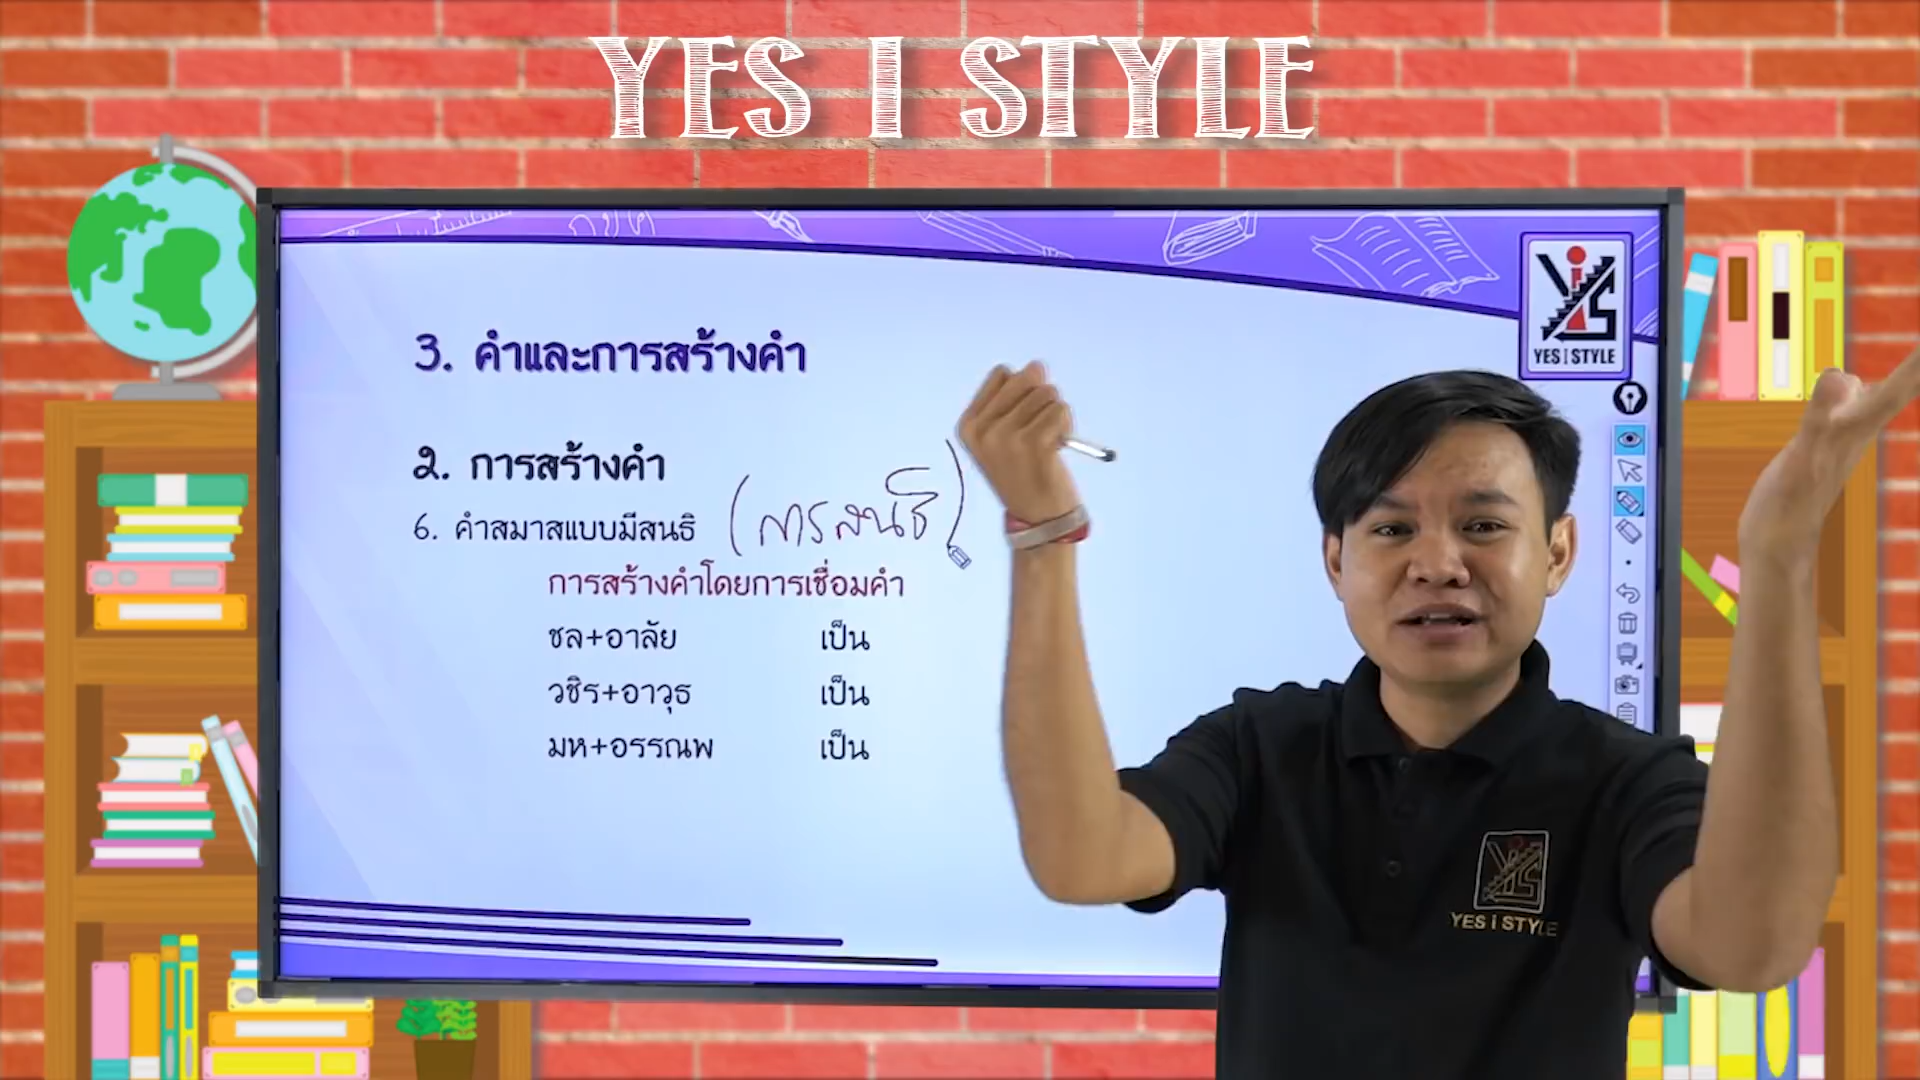 YES I STYLE
กขค
YES I STYLE
3. คำและการสร้างคำ
2. การสร้างคำ
6. คำสมาสแบบมีสนธิ (การสนธิ)
การสร้างคำโดยการเชื่อมคำ
ชล+อาลัย เป็น
วชิร+อาวุธ เป็น
มห+อรรณพ เป็น
YES i STYLE